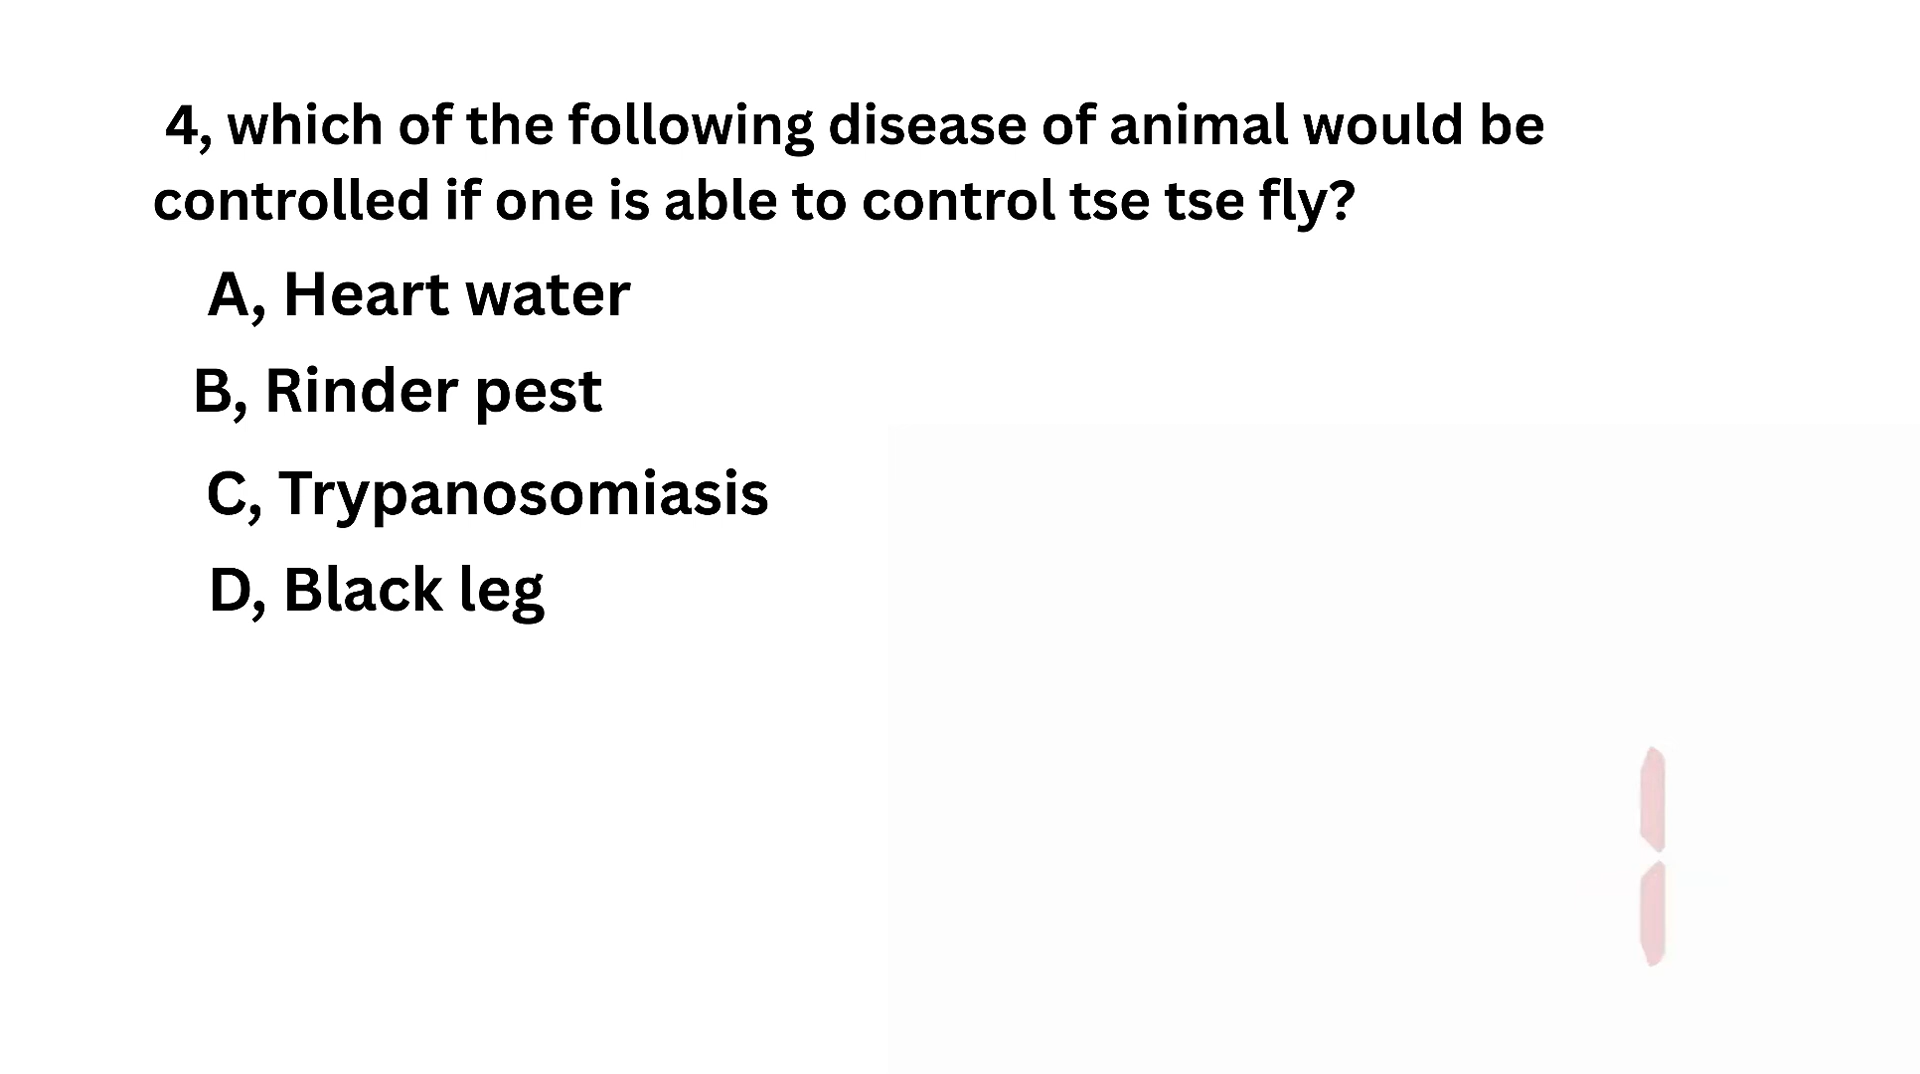 4, which of the following disease of animal would be
controlled if one is able to control tse tse fly?
A, Heart water
B, Rinder pest
C, Trypanosomiasis
D, Black leg
1